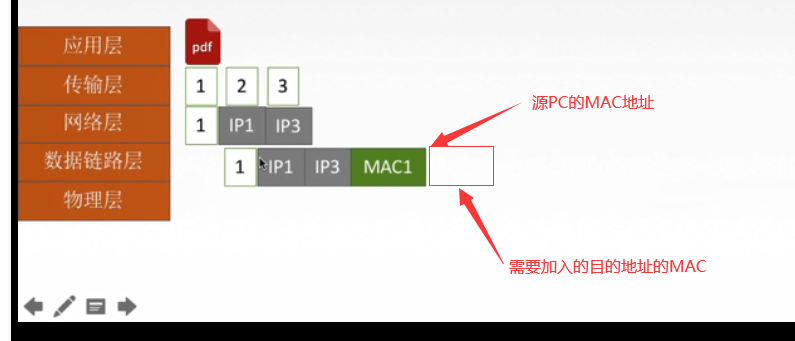 应用层 pdf
传输层 1 2 3
源PC的MAC地址
网络层 1 IP1 IP3
数据链路层 1 IP1 IP3 MAC1
物理层
需要加入的目的地址的MAC